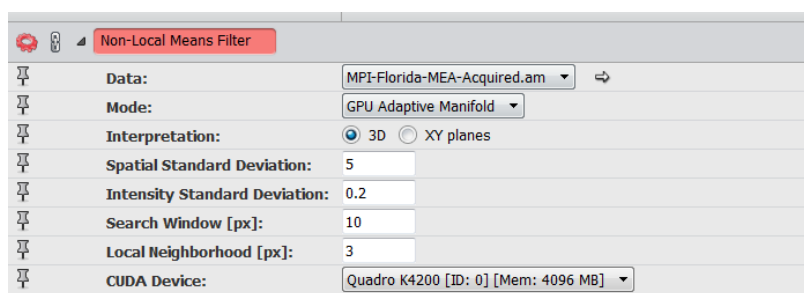 Non-Local Means Filter
Data: MPI-Florida-MEA-Acquired.am
Mode: GPU Adaptive Manifold
Interpretation: 3D XY planes
Spatial Standard Deviation: 5
Intensity Standard Deviation: 0.2
Search Window [px]: 10
Local Neighborhood [px]: 3
CUDA Device: Quadro K4200 [ID: 0] [Mem: 4096 MB]